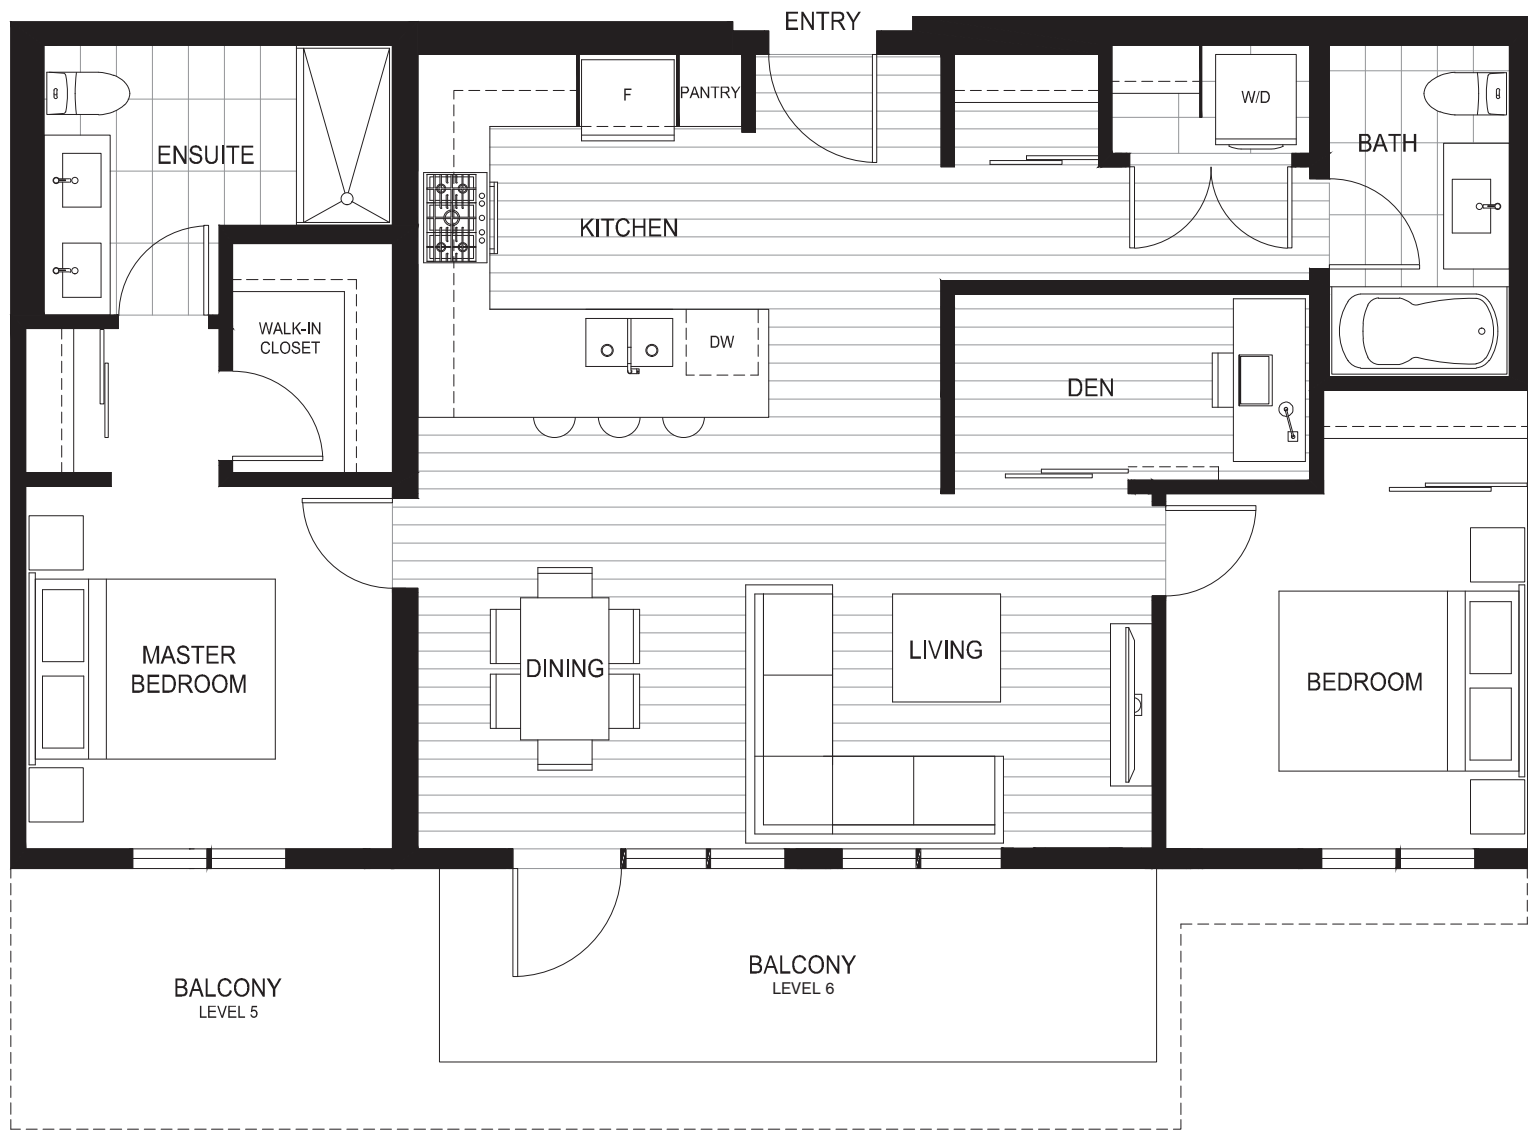 ENTRY
F
PANTRY
W/D
ENSUITE
BATH
KITCHEN
WALK-IN
CLOSET
DW
DEN
MASTER
BEDROOM
DINING
LIVING
BEDROOM
BALCONY
LEVEL 5
BALCONY
LEVEL 6